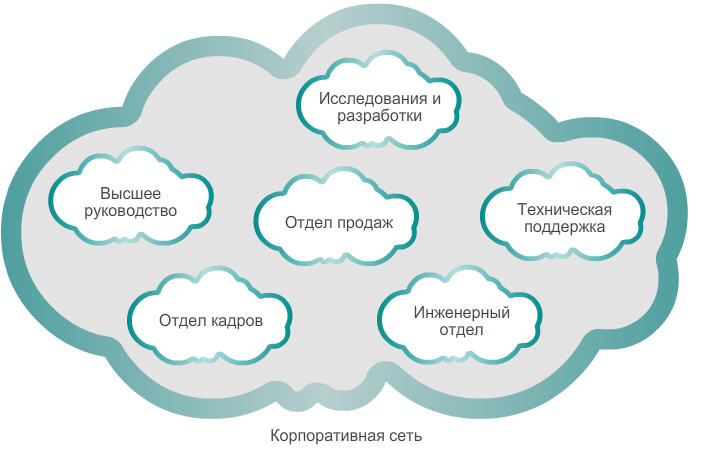 Исследования и
разработки
Высшее
руководство
Отдел продаж
Техническая
поддержка
Отдел кадров
Инженерный
отдел
Корпоративная сеть